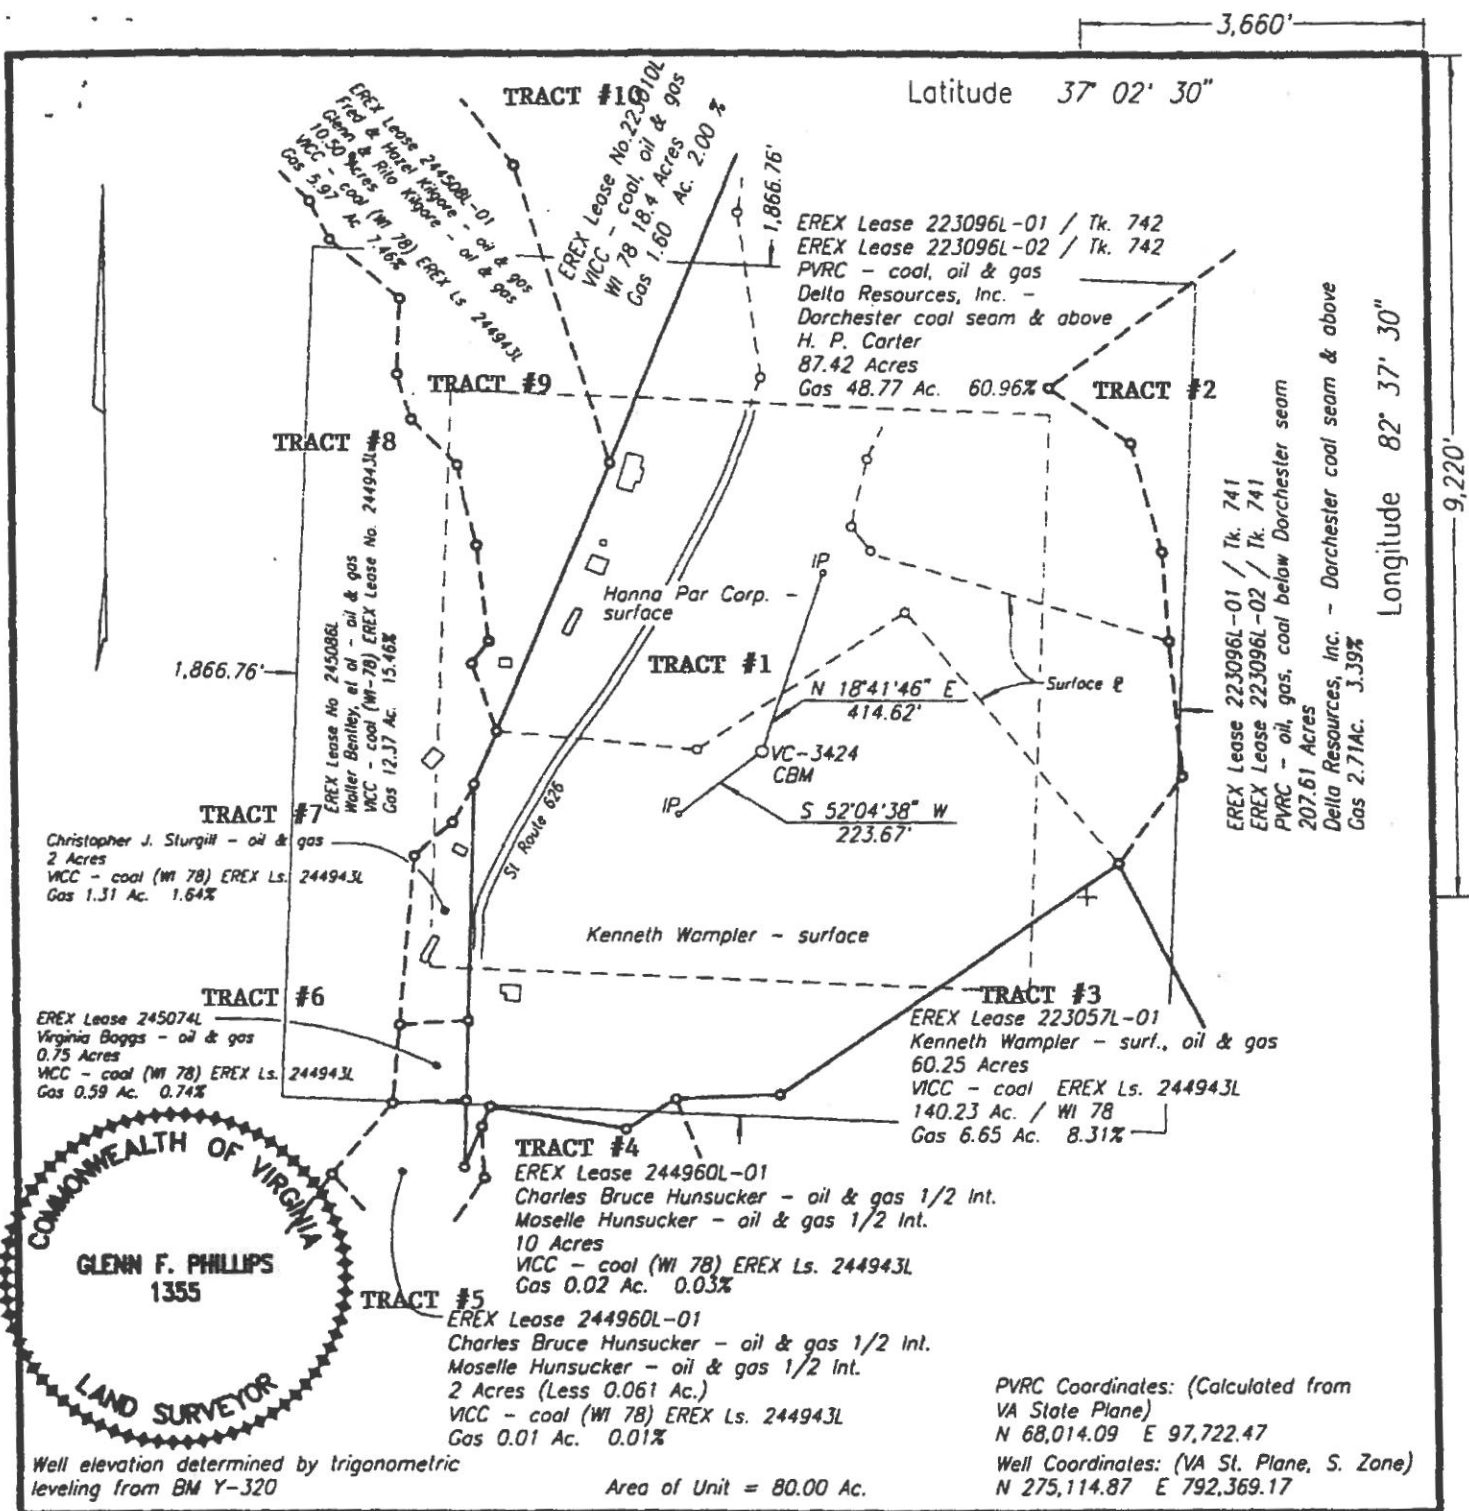 3,660'
Latitude 37° 02' 30"
TRACT #10
EREX Lease No.223010L
VICC - coal, oil & gas
WI 78 18.4 Acres
Gas 1.60 Ac. 2.00 %
EREX Lease 244508L-01
Fred & Hazel Kilgore - oil & gas
Glenn & Rita Kilgore - oil & gas
10.50 Acres
VICC - coal (WI 78) EREX Ls 244943L
Gas 5.97 Ac 7.46%
1,866.76'
EREX Lease 223096L-01 / Tk. 742
EREX Lease 223096L-02 / Tk. 742
PVRC - coal, oil & gas
Delta Resources, Inc. -
Dorchester coal seam & above
H. P. Carter
87.42 Acres
Gas 48.77 Ac. 60.96%
TRACT #9
TRACT #2
TRACT #8
Longitude 82° 37' 30"
9,220'
EREX Lease 223096L-01 / Tk. 741
EREX Lease 223096L-02 / Tk. 741
PVRC - oil, gas, coal below Dorchester seam
207.61 Acres
Delta Resources, Inc. - Dorchester coal seam & above
Gas 2.71Ac. 3.39%
EREX Lease No 245086L
Walter Bentley, et al - oil & gas
VICC - coal (WI-78) EREX Lease No. 244943L
Gas 12.37 Ac. 15.46%
IP
Hanna Par Corp. -
surface
TRACT #1
1,866.76'
N 18°41'46" E
414.62'
Surface ℄
VC-3424
CBM
IP
S 52°04'38" W
223.67'
St Route 626
TRACT #7
Christopher J. Sturgill - oil & gas
2 Acres
VICC - coal (WI 78) EREX Ls. 244943L
Gas 1.31 Ac. 1.64%
Kenneth Wampler - surface
TRACT #6
EREX Lease 245074L
Virginia Boggs - oil & gas
0.75 Acres
VICC - coal (WI 78) EREX Ls. 244943L
Gas 0.59 Ac. 0.74%
TRACT #3
EREX Lease 223057L-01
Kenneth Wampler - surf., oil & gas
60.25 Acres
VICC - coal EREX Ls. 244943L
140.23 Ac. / WI 78
Gas 6.65 Ac. 8.31%
TRACT #4
EREX Lease 244960L-01
Charles Bruce Hunsucker - oil & gas 1/2 Int.
Moselle Hunsucker - oil & gas 1/2 Int.
10 Acres
VICC - coal (WI 78) EREX Ls. 244943L
Gas 0.02 Ac. 0.03%
COMMONWEALTH OF VIRGINIA
GLENN F. PHILLIPS
1355
LAND SURVEYOR
TRACT #5
EREX Lease 244960L-01
Charles Bruce Hunsucker - oil & gas 1/2 Int.
Moselle Hunsucker - oil & gas 1/2 Int.
2 Acres (Less 0.061 Ac.)
VICC - coal (WI 78) EREX Ls. 244943L
Gas 0.01 Ac. 0.01%
PVRC Coordinates: (Calculated from
VA State Plane)
N 68,014.09 E 97,722.47
Well Coordinates: (VA St. Plane, S. Zone)
N 275,114.87 E 792,369.17
Well elevation determined by trigonometric
leveling from BM Y-320
Area of Unit = 80.00 Ac.